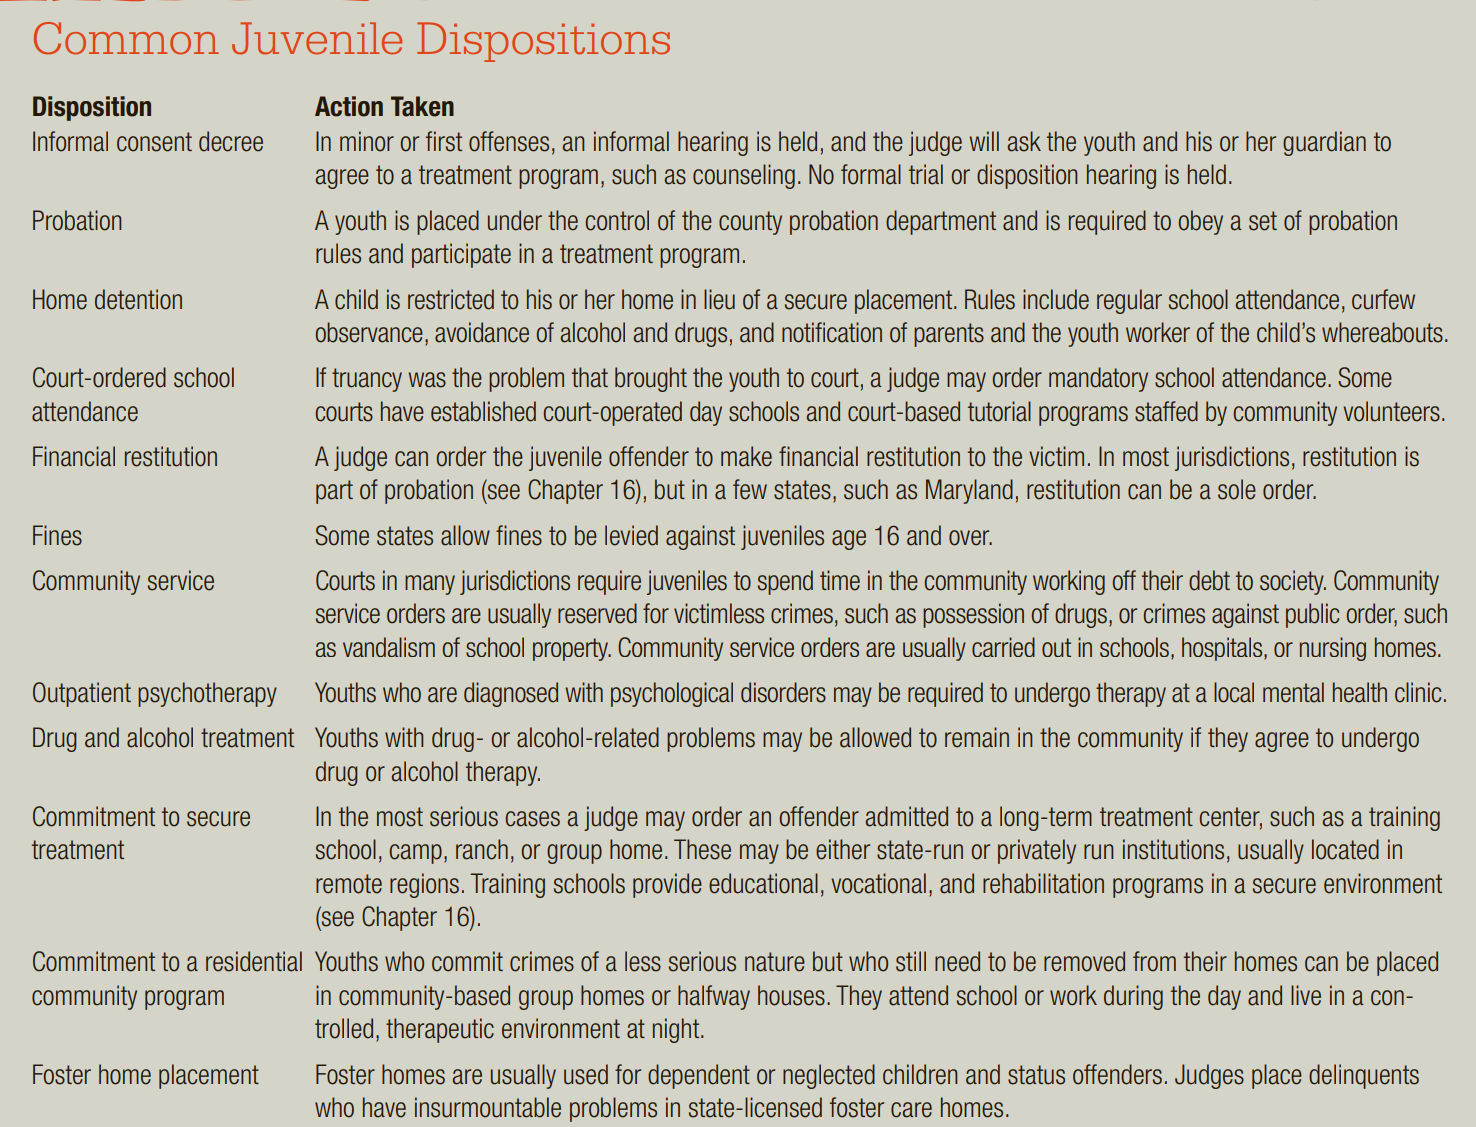 Common Juvenile Dispositions
Disposition Action Taken
Informal consent decree In minor or first offenses, an informal hearing is held, and the judge will ask the youth and his or her guardian to
agree to a treatment program, such as counseling. No formal trial or disposition hearing is held.
Probation A youth is placed under the control of the county probation department and is required to obey a set of probation
rules and participate in a treatment program.
Home detention A child is restricted to his or her home in lieu of a secure placement. Rules include regular school attendance, curfew
observance, avoidance of alcohol and drugs, and notification of parents and the youth worker of the child’s whereabouts.
Court-ordered school If truancy was the problem that brought the youth to court, a judge may order mandatory school attendance. Some
attendance courts have established court-operated day schools and court-based tutorial programs staffed by community volunteers.
Financial restitution A judge can order the juvenile offender to make financial restitution to the victim. In most jurisdictions, restitution is
part of probation (see Chapter 16), but in a few states, such as Maryland, restitution can be a sole order.
Fines Some states allow fines to be levied against juveniles age 16 and over.
Community service Courts in many jurisdictions require juveniles to spend time in the community working off their debt to society. Community
service orders are usually reserved for victimless crimes, such as possession of drugs, or crimes against public order, such
as vandalism of school property. Community service orders are usually carried out in schools, hospitals, or nursing homes.
Outpatient psychotherapy Youths who are diagnosed with psychological disorders may be required to undergo therapy at a local mental health clinic.
Drug and alcohol treatment Youths with drug- or alcohol-related problems may be allowed to remain in the community if they agree to undergo
drug or alcohol therapy.
Commitment to secure In the most serious cases a judge may order an offender admitted to a long-term treatment center, such as a training
treatment school, camp, ranch, or group home. These may be either state-run or privately run institutions, usually located in
remote regions. Training schools provide educational, vocational, and rehabilitation programs in a secure environment
(see Chapter 16).
Commitment to a residential Youths who commit crimes of a less serious nature but who still need to be removed from their homes can be placed
community program in community-based group homes or halfway houses. They attend school or work during the day and live in a con-
trolled, therapeutic environment at night.
Foster home placement Foster homes are usually used for dependent or neglected children and status offenders. Judges place delinquents
who have insurmountable problems in state-licensed foster care homes.